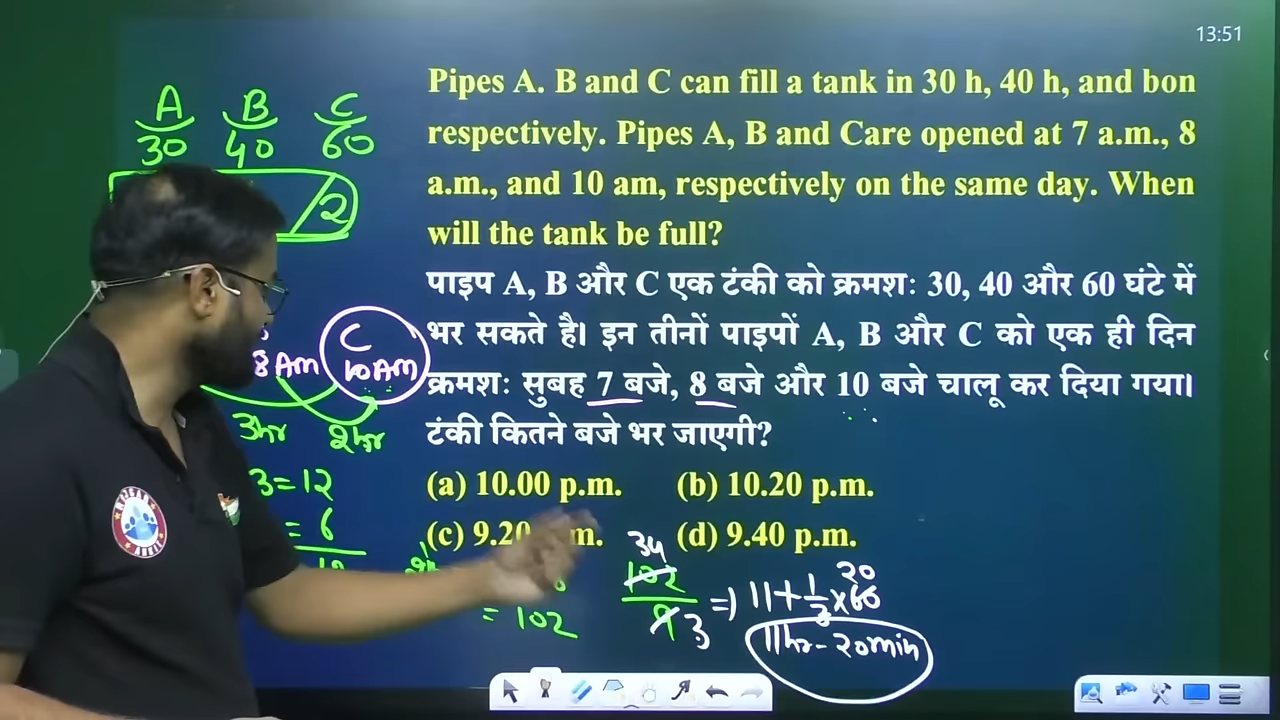 13:51
Pipes A. B and C can fill a tank in 30 h, 40 h, and bon
respectively. Pipes A, B and Care opened at 7 a.m., 8
a.m., and 10 am, respectively on the same day. When
will the tank be full?
पाइप A, B और C एक टंकी को क्रमशः 30, 40 और 60 घंटे में
भर सकते है। इन तीनों पाइपों A, B और C को एक ही दिन
क्रमशः सुबह 7 बजे, 8 बजे और 10 बजे चालू कर दिया गया।
टंकी कितने बजे भर जाएगी?
(a) 10.00 p.m. (b) 10.20 p.m.
(c) 9.20 m. (d) 9.40 p.m.
A B C
30 40 60
2
C
8 Am 10 Am
3hr 2hr
3 = 12
= 6
= 102
34
102
9 3
=) 11 + 1/3 x 60 20
11hr - 20 min